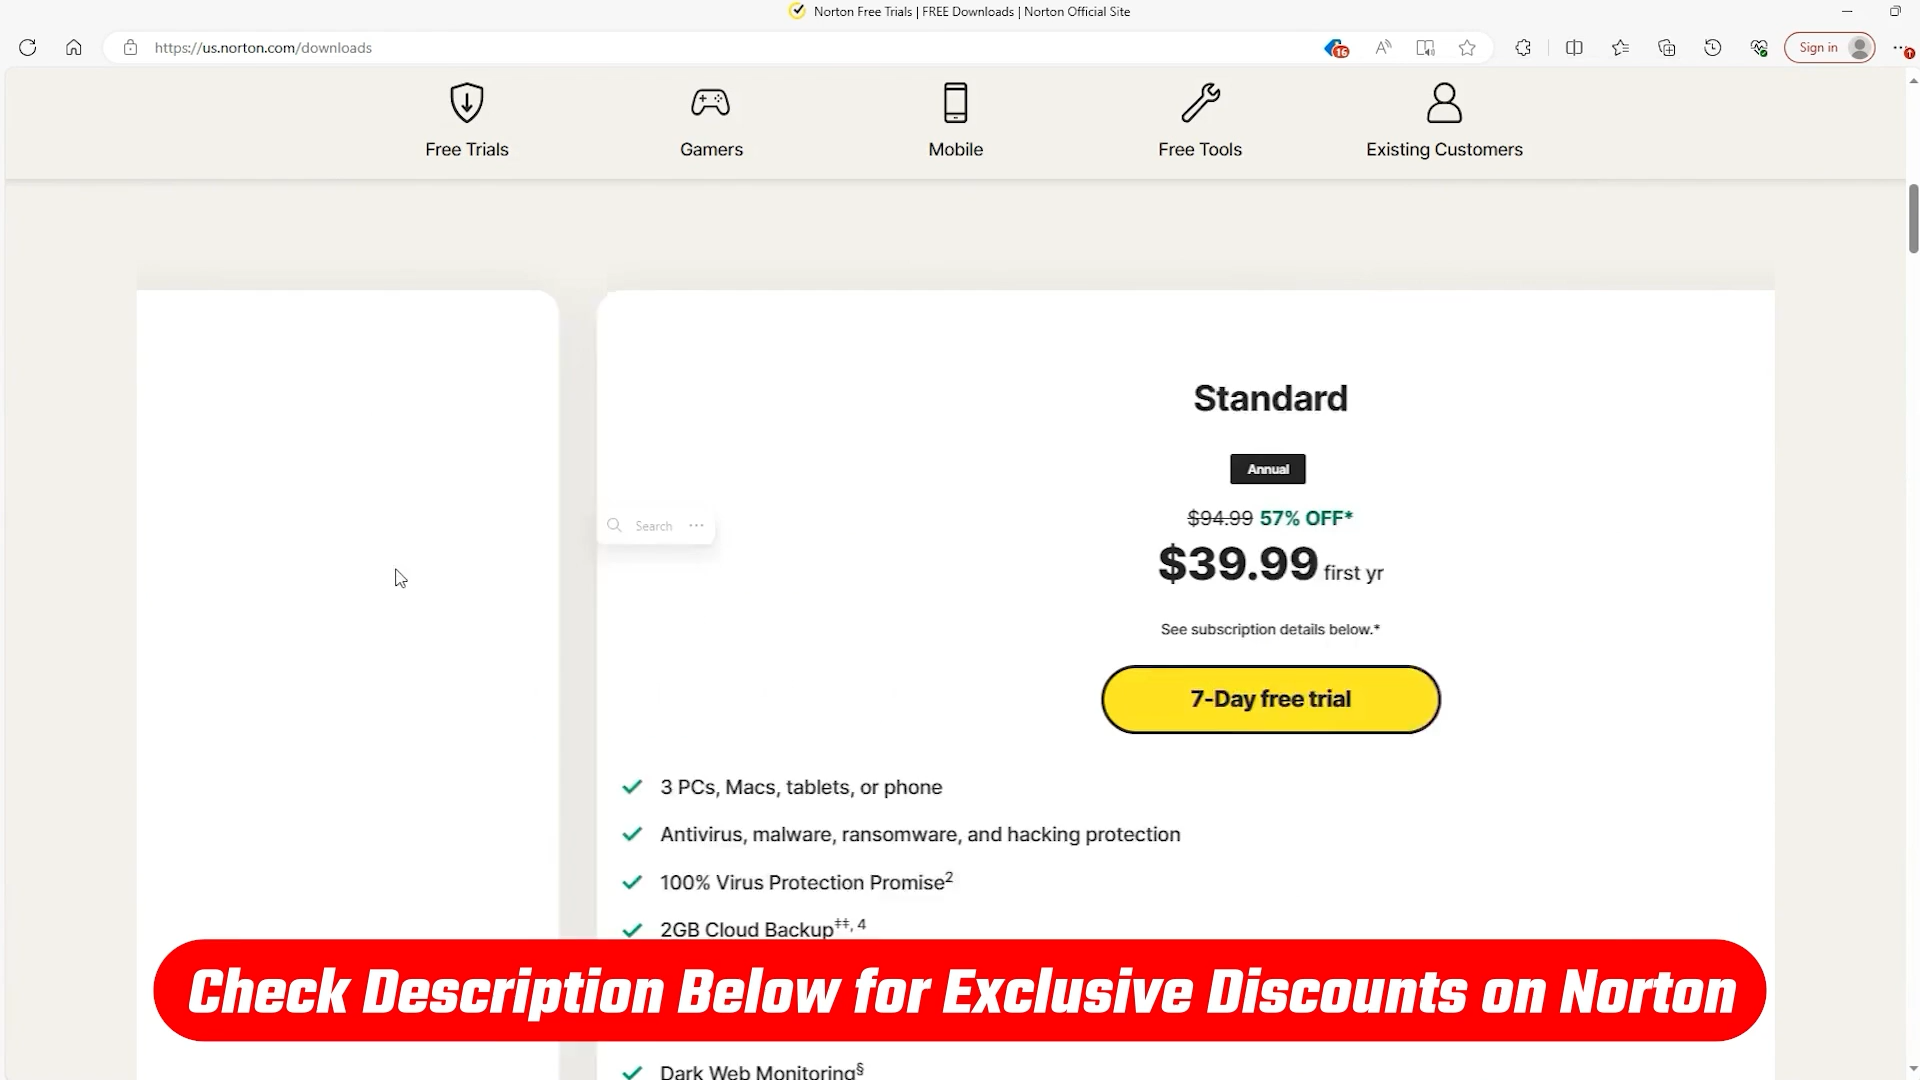 Norton Free Trials | FREE Downloads | Norton Official Site
https://us.norton.com/downloads
16
Sign in
Free Trials
Gamers
Mobile
Free Tools
Existing Customers
Standard
Annual
$94.99 57% OFF*
$39.99 first yr
Search
See subscription details below.*
7-Day free trial
3 PCs, Macs, tablets, or phone
Antivirus, malware, ransomware, and hacking protection
100% Virus Protection Promise2
2GB Cloud Backup‡‡, 4
Check Description Below for Exclusive Discounts on Norton
Dark Web Monitoring§